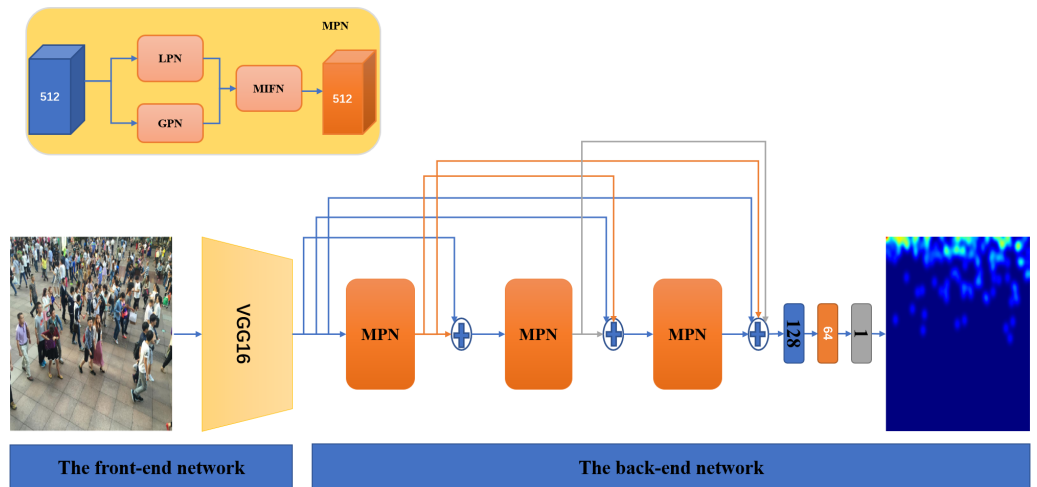 MPN
LPN
512
MIFN
512
GPN
VGG16
MPN
MPN
MPN
128
64
1
The front-end network
The back-end network